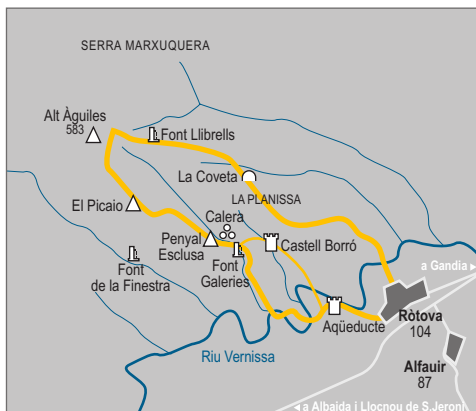 SERRA MARXUQUERA
Alt Àguiles
583
Font Llibrells
La Coveta
LA PLANISSA
El Picaio
Calera
Penyal
Esclusa
Castell Borró
Font
de la Finestra
Font
Galeries
a Gandia
Aqüeducte
Ròtova
104
Riu Vernissa
Alfauir
87
a Albaida i Llocnou de S.Jeroni